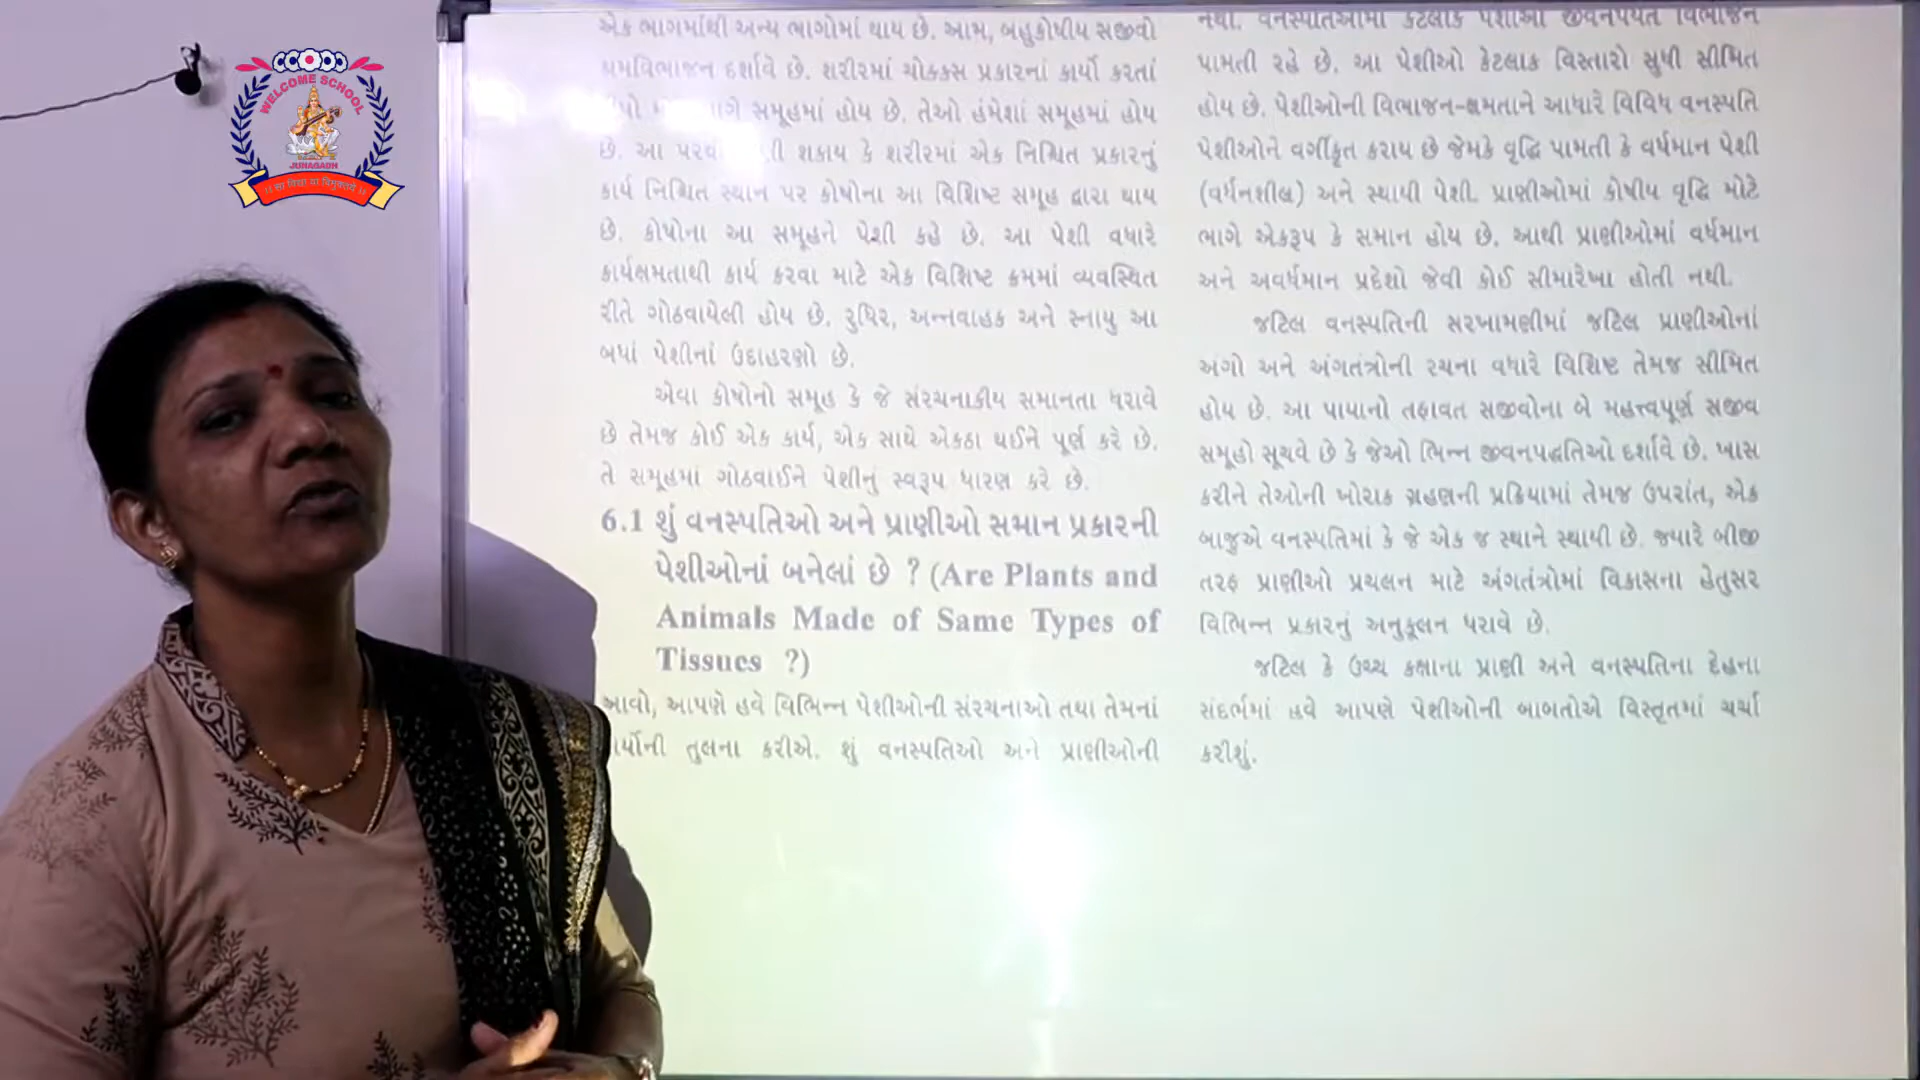 WELCOME SCHOOL
JUNAGADH
|| सा विद्या या विमुक्तये ||
એક ભાગમાંથી અન્ય ભાગોમાં થાય છે. આમ, બહુકોષીય સજીવો
શ્રમવિભાજન દર્શાવે છે. શરીરમાં ચોક્કસ પ્રકારનાં કાર્યો કરતાં
સમૂહમાં હોય છે. તેઓ હંમેશાં સમૂહમાં હોય
છે. આ શકાય કે શરીરમાં એક નિશ્ચિત પ્રકારનું
કાર્ય નિશ્ચિત સ્થાન પર કોષોના આ વિશિષ્ટ સમૂહ દ્વારા થાય
છે. કોષોના આ સમૂહને પેશી કહે છે. આ પેશી વધારે
કાર્યક્ષમતાથી કાર્ય કરવા માટે એક વિશિષ્ટ ક્રમમાં વ્યવસ્થિત
રીતે ગોઠવાયેલી હોય છે. રુધિર, અન્નવાહક અને સ્નાયુ આ
બધાં પેશીનાં ઉદાહરણો છે.
એવા કોષોનો સમૂહ કે જે સંરચનાકીય સમાનતા ધરાવે
છે તેમજ કોઈ એક કાર્ય, એક સાથે એકઠા થઈને પૂર્ણ કરે છે.
તે સમૂહમાં ગોઠવાઈને પેશીનું સ્વરૂપ ધારણ કરે છે.
6.1 શું વનસ્પતિઓ અને પ્રાણીઓ સમાન પ્રકારની
પેશીઓનાં બનેલાં છે ? (Are Plants and
Animals Made of Same Types of
Tissues ?)
આવો, આપણે હવે વિભિન્ન પેશીઓની સંરચનાઓ તથા તેમનાં
કાર્યોની તુલના કરીએ. શું વનસ્પતિઓ અને પ્રાણીઓની
નથી. વનસ્પતિઓમાં કેટલીક પેશીઓ જીવનપર્યંત વિભાજન
પામતી રહે છે. આ પેશીઓ કેટલાક વિસ્તારો સુધી સીમિત
હોય છે. પેશીઓની વિભાજન-ક્ષમતાને આધારે વિવિધ વનસ્પતિ
પેશીઓને વર્ગીકૃત કરાય છે જેમકે વૃદ્ધિ પામતી કે વર્ધમાન પેશી
(વર્ધનશીલ) અને સ્થાયી પેશી. પ્રાણીઓમાં કોષીય વૃદ્ધિ મોટે
ભાગે એકરૂપ કે સમાન હોય છે. આથી પ્રાણીઓમાં વર્ધમાન
અને અવર્ધમાન પ્રદેશો જેવી કોઈ સીમારેખા હોતી નથી.
જટિલ વનસ્પતિની સરખામણીમાં જટિલ પ્રાણીઓનાં
અંગો અને અંગતંત્રોની રચના વધારે વિશિષ્ટ તેમજ સીમિત
હોય છે. આ પાયાનો તફાવત સજીવોના બે મહત્ત્વપૂર્ણ સજીવ
સમૂહો સૂચવે છે કે જેઓ ભિન્ન જીવનપદ્ધતિઓ દર્શાવે છે. ખાસ
કરીને તેઓની ખોરાક ગ્રહણની પ્રક્રિયામાં તેમજ ઉપરાંત, એક
બાજુએ વનસ્પતિમાં કે જે એક જ સ્થાને સ્થાયી છે. જ્યારે બીજી
તરફ પ્રાણીઓ પ્રચલન માટે અંગતંત્રોમાં વિકાસના હેતુસર
વિભિન્ન પ્રકારનું અનુકૂલન ધરાવે છે.
જટિલ કે ઉચ્ચ કક્ષાના પ્રાણી અને વનસ્પતિના દેહના
સંદર્ભમાં હવે આપણે પેશીઓની બાબતોએ વિસ્તૃતમાં ચર્ચા
કરીશું.